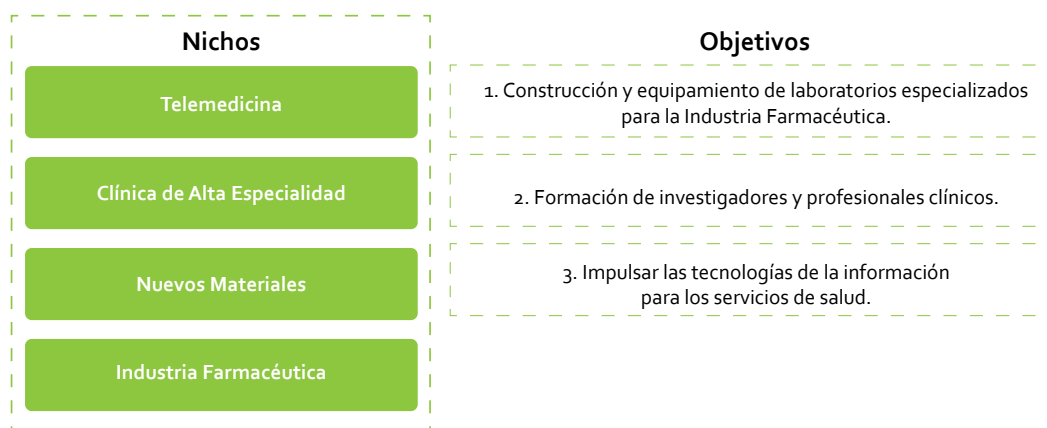 Nichos
Telemedicina
Clínica de Alta Especialidad
Nuevos Materiales
Industria Farmacéutica
Objetivos
1. Construcción y equipamiento de laboratorios especializados
para la Industria Farmacéutica.
2. Formación de investigadores y profesionales clínicos.
3. Impulsar las tecnologías de la información
para los servicios de salud.